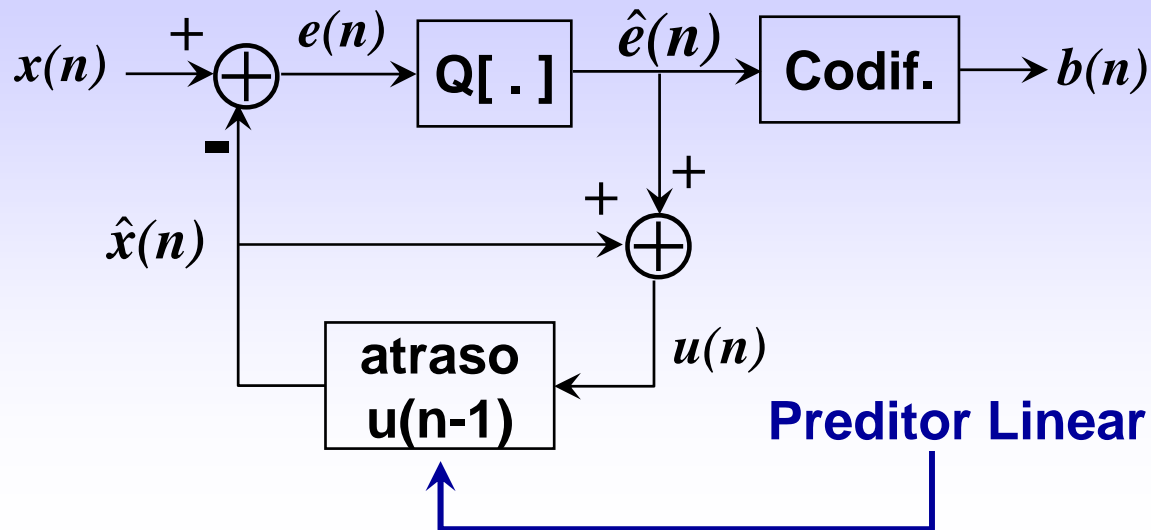 x(n) + e(n) Q[ . ] ê(n) Codif. b(n)
-
+ +
x̂(n)
atraso
u(n-1)
u(n)
Preditor Linear